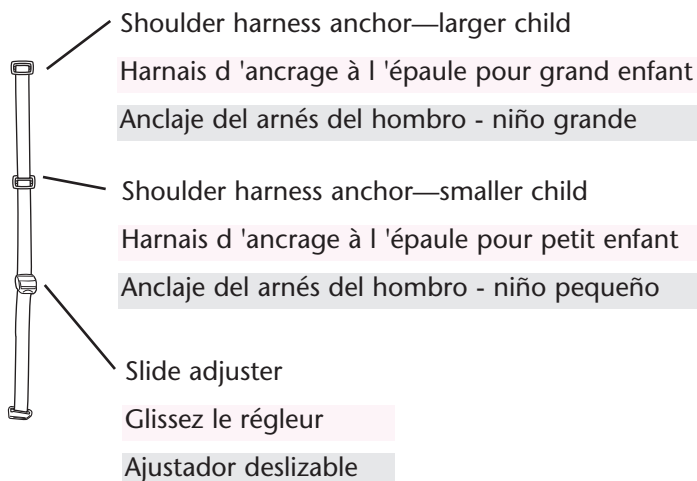 Shoulder harness anchor—larger child
Harnais d 'ancrage à l 'épaule pour grand enfant
Anclaje del arnés del hombro - niño grande
Shoulder harness anchor—smaller child
Harnais d 'ancrage à l 'épaule pour petit enfant
Anclaje del arnés del hombro - niño pequeño
Slide adjuster
Glissez le régleur
Ajustador deslizable